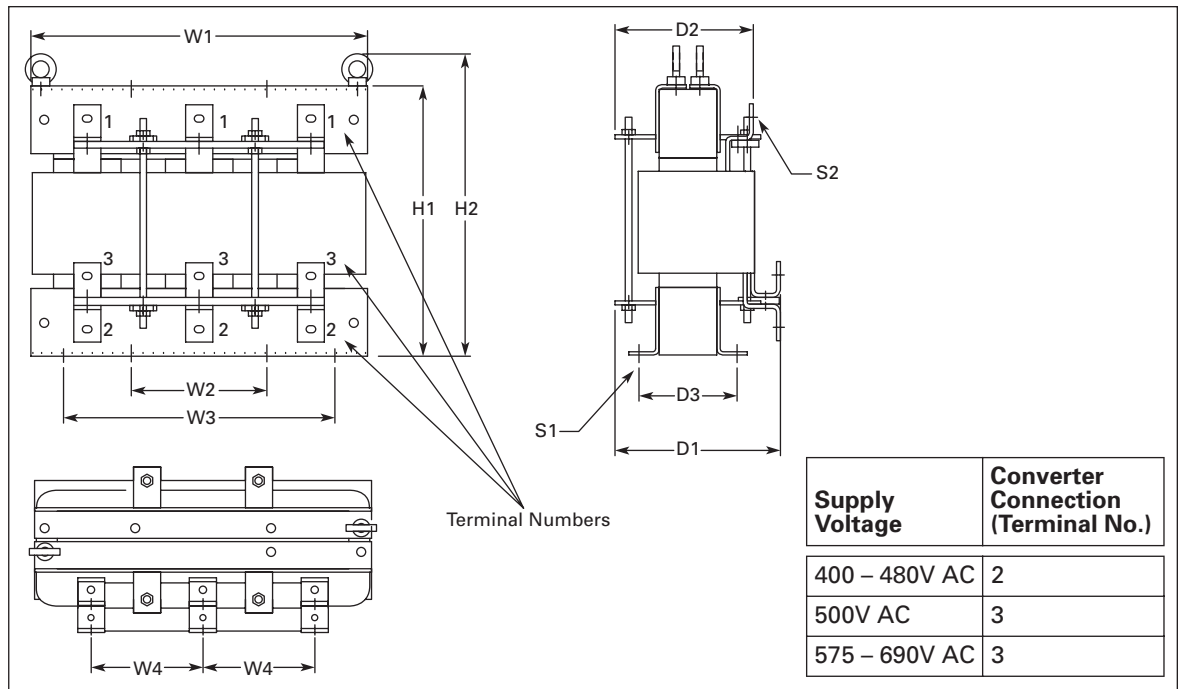 W1
D2
1 1 1
S2
H1
H2
3 3 3
2 2 2
W2
W3
D3
S1
D1
Terminal Numbers
W4 W4
Supply Voltage
Converter Connection (Terminal No.)
400 – 480V AC 2
500V AC 3
575 – 690V AC 3